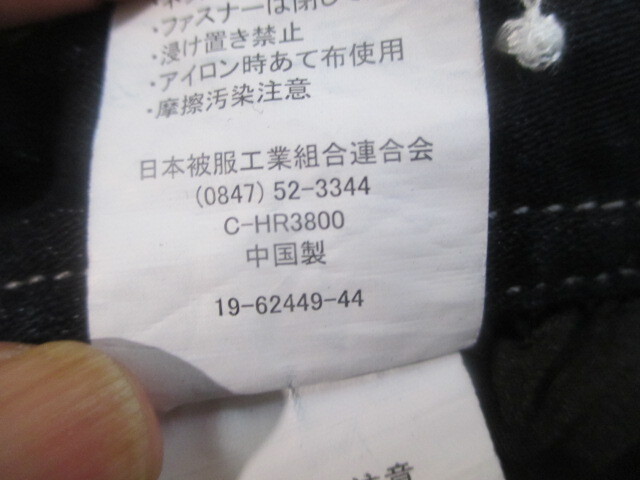 ・ファスナーは閉じ
・浸け置き禁止
・アイロン時あて布使用
・摩擦汚染注意
日本被服工業組合連合会
(0847) 52-3344
C-HR3800
中国製
19-62449-44
注意